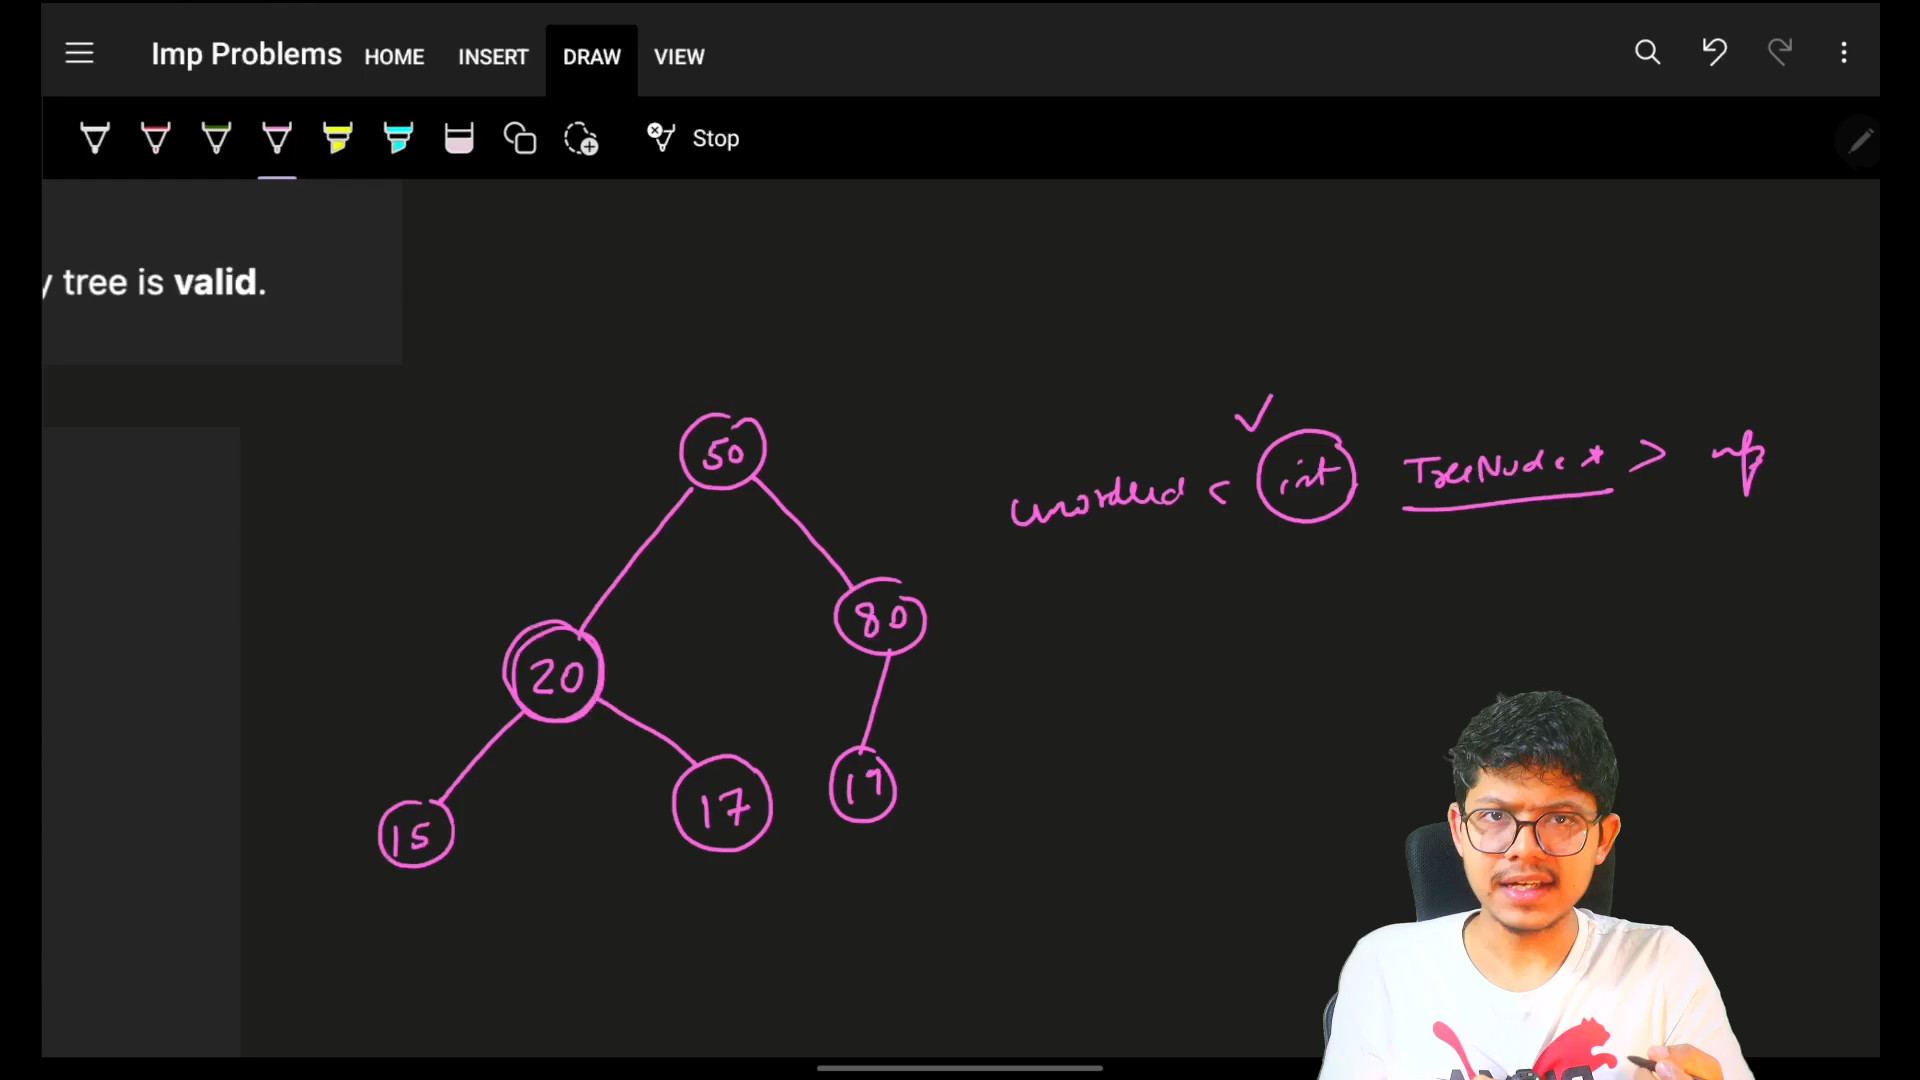 Imp Problems HOME INSERT DRAW VIEW
Stop
y tree is valid.
50
unordered < int TreeNode * > mp
80
20
19
17
15